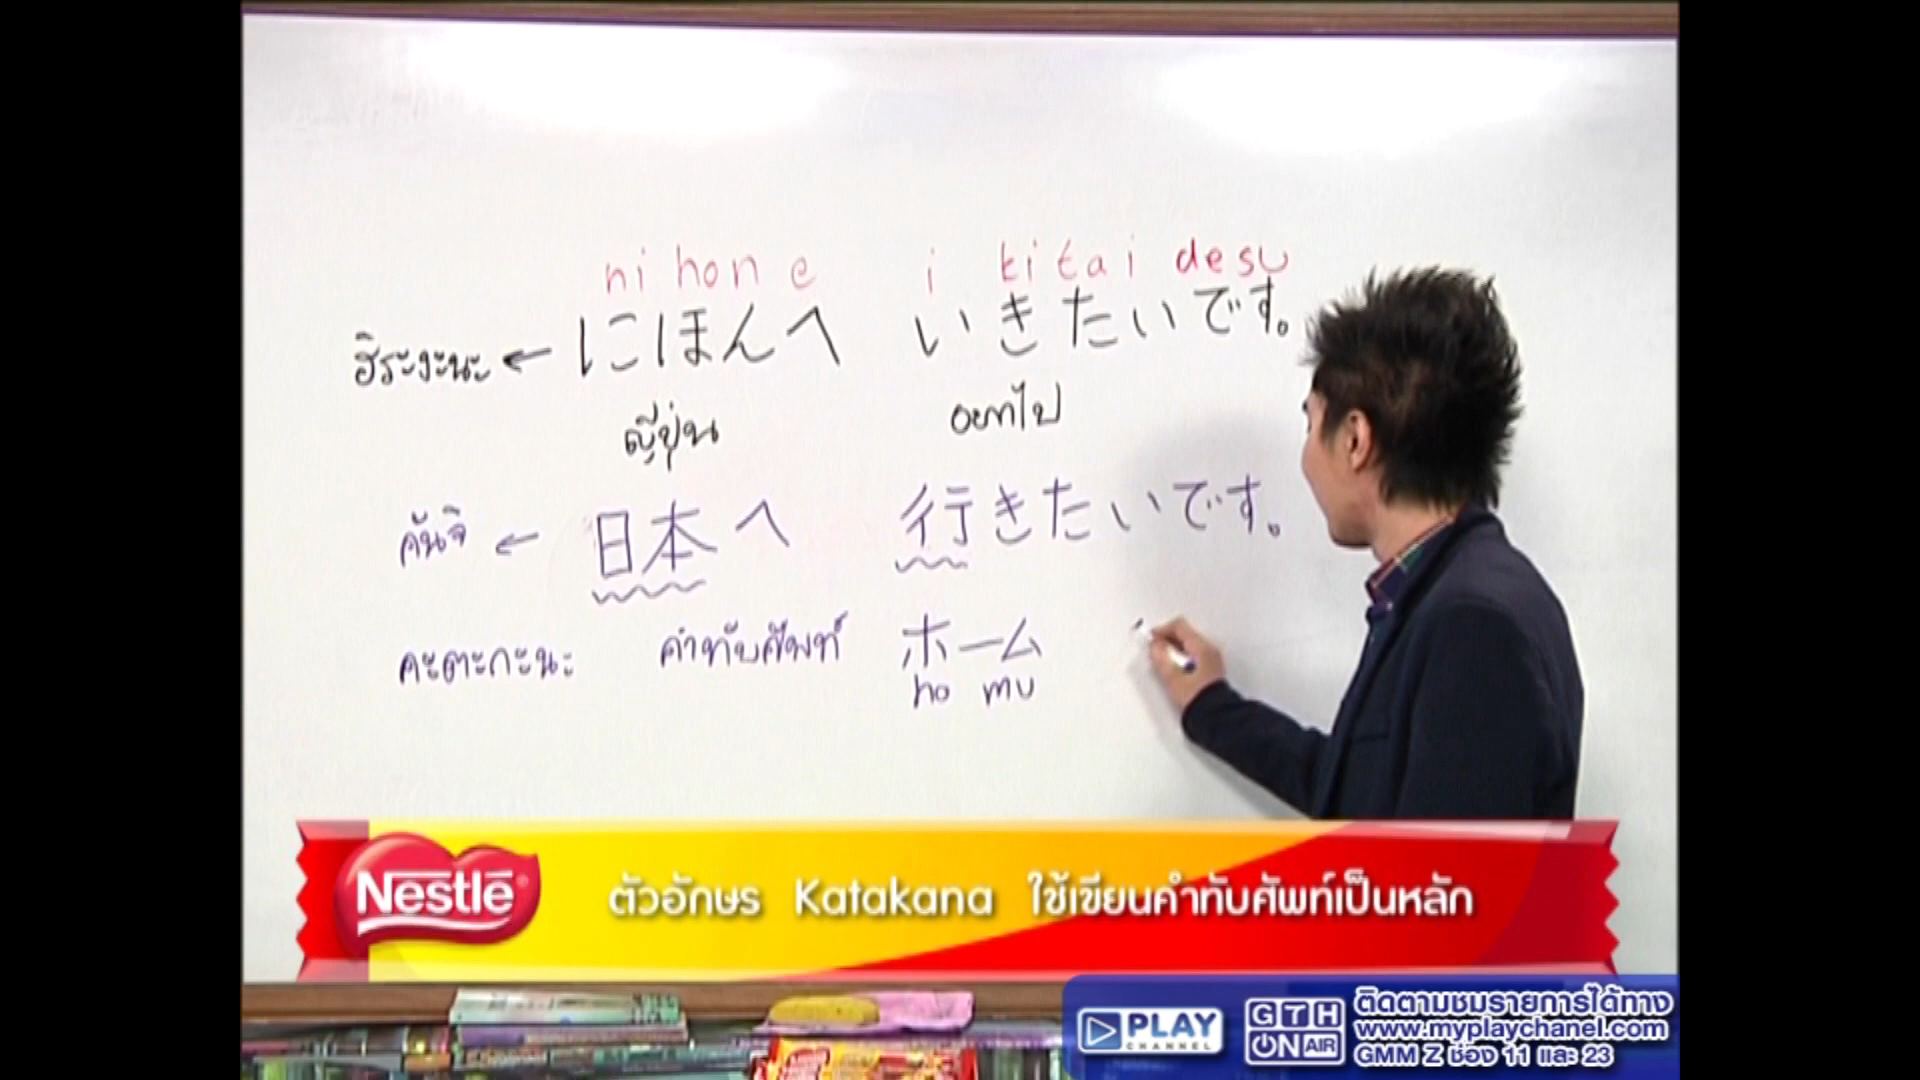 ni hon e i ki tai desu
ฮิระงะนะ ← にほんへ いきたいです。
ญี่ปุ่น อยากไป
คันจิ ← 日本へ 行きたいです。
คะตะกะนะ คำทับศัพท์ ホーム
ho mu
Nestlē
ตัวอักษร Katakana ใช้เขียนคำทับศัพท์เป็นหลัก
PLAY
CHANNEL
GTH
ON AIR
ติดตามชมรายการได้ทาง
www.myplaychanel.com
GMM Z ช่อง 11 และ 23